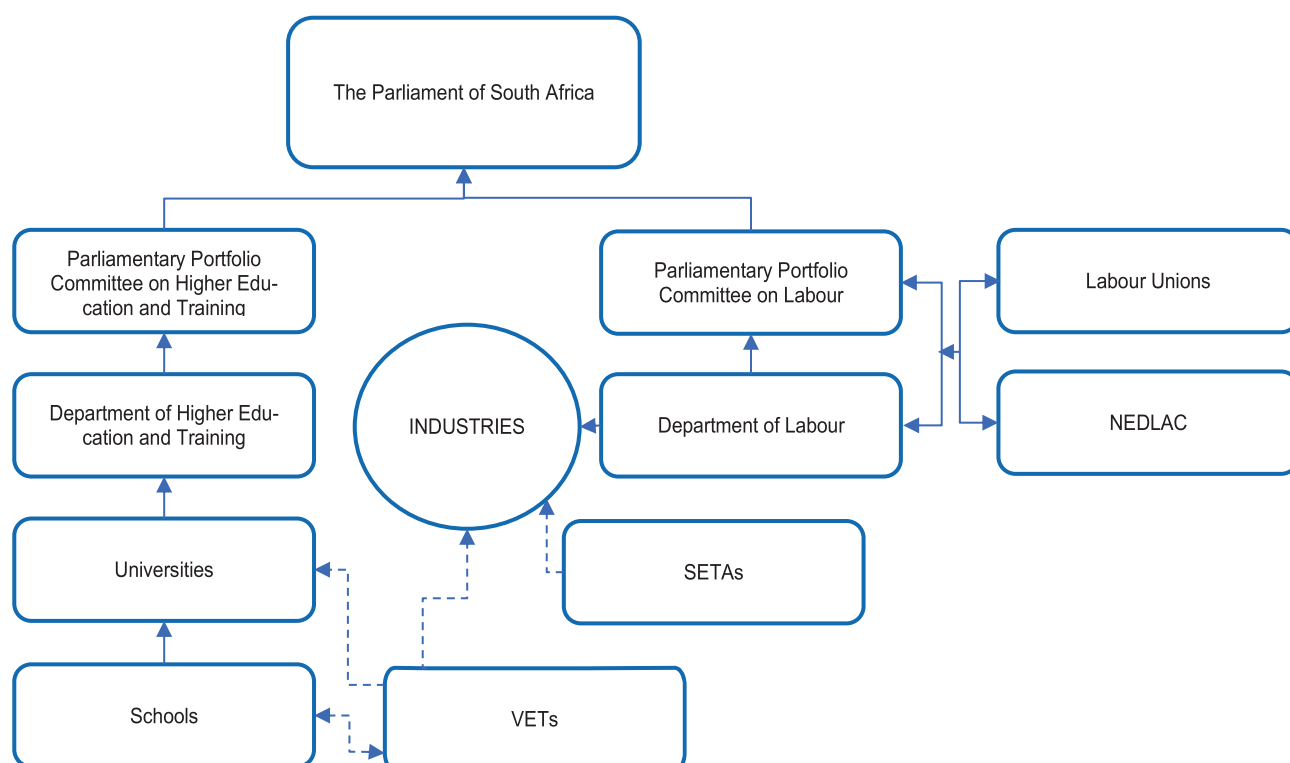 The Parliament of South Africa
Parliamentary Portfolio
Committee on Higher Edu-
cation and Training
Parliamentary Portfolio
Committee on Labour
Labour Unions
Department of Higher Edu-
cation and Training
INDUSTRIES
Department of Labour
NEDLAC
Universities
SETAs
Schools
VETs